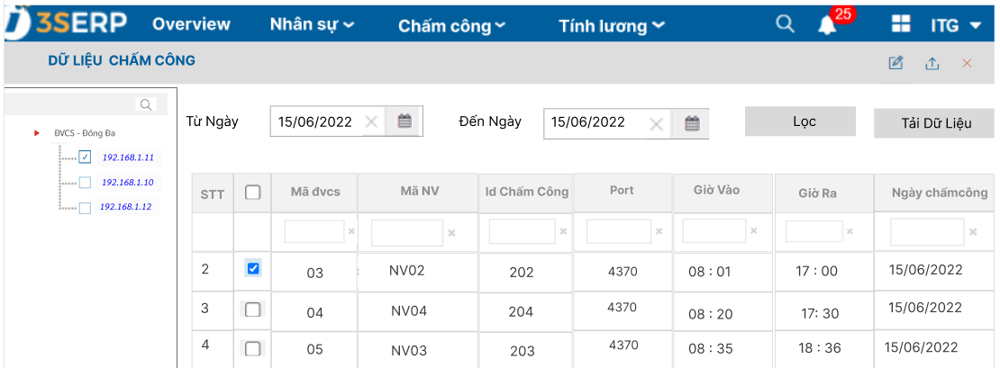 3SERP Overview Nhân sự Chấm công Tính lương 25 ITG
DỮ LIỆU CHẤM CÔNG
Từ Ngày 15/06/2022 Đến Ngày 15/06/2022 Lọc Tải Dữ Liệu
ĐVCS - Đống Đa
192.168.1.11
192.168.1.10
192.168.1.12
STT Mã đvcs Mã NV Id Chấm Công Port Giờ Vào Giờ Ra Ngày chấmcông
2 03 NV02 202 4370 08 : 01 17 : 00 15/06/2022
3 04 NV04 204 4370 08 : 20 17: 30 15/06/2022
4 05 NV03 203 4370 08 : 35 18 : 36 15/06/2022